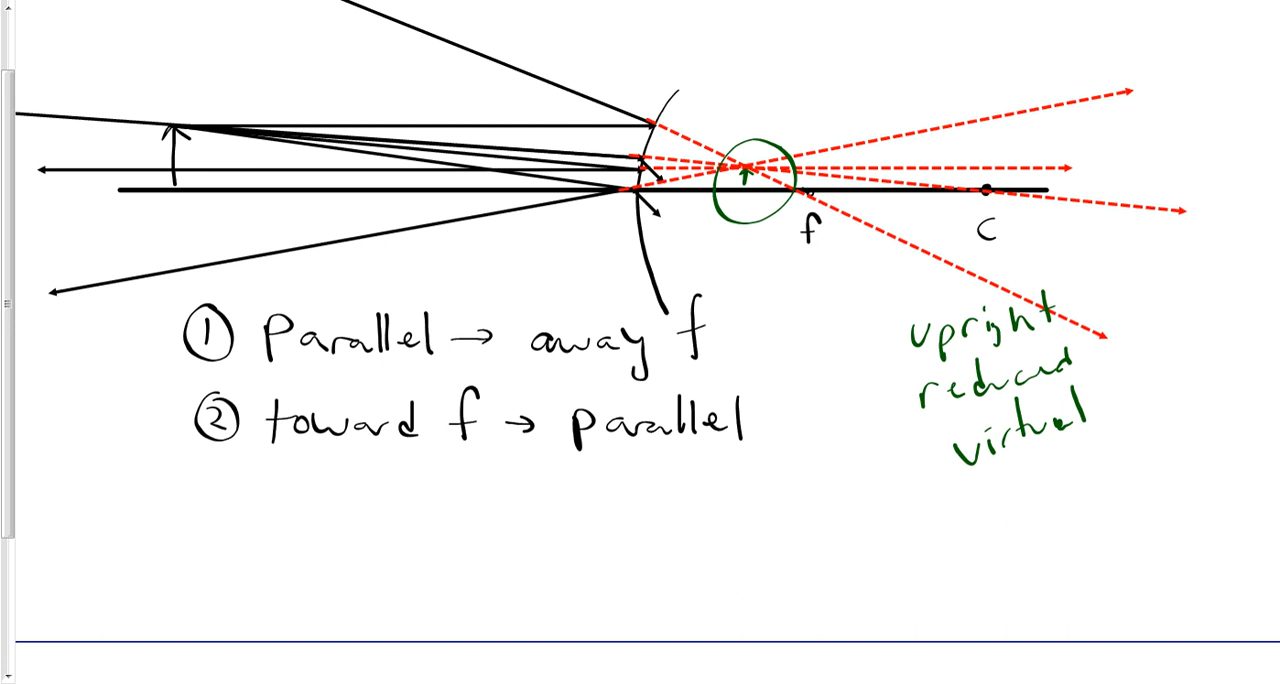 f
C
① Parallel → away f
② toward f → parallel
upright
reduced
virtual